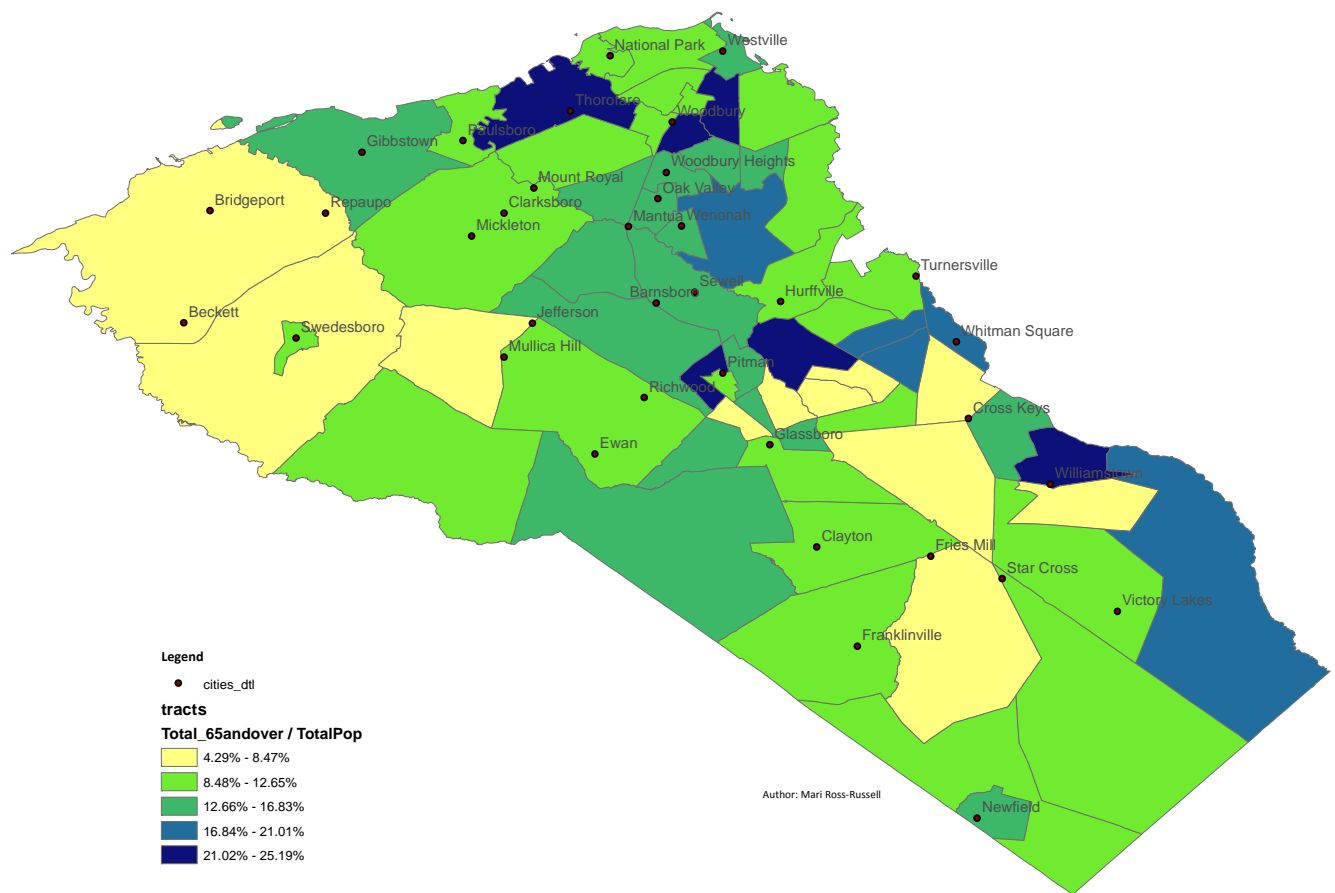 National Park
Westville
Thorofare
Woodbury
Paulsboro
Gibbstown
Woodbury Heights
Mount Royal
Oak Valley
Bridgeport
Repaupo
Clarksboro
Mickleton
Mantua
Wenonah
Turnersville
Sewell
Barnsboro
Hurffville
Beckett
Swedesboro
Jefferson
Whitman Square
Mullica Hill
Pitman
Richwood
Cross Keys
Glassboro
Ewan
Williamstown
Clayton
Fries Mill
Star Cross
Victory Lakes
Franklinville
Newfield
Legend
cities_dtl
tracts
Total_65andover / TotalPop
4.29% - 8.47%
8.48% - 12.65%
12.66% - 16.83%
16.84% - 21.01%
21.02% - 25.19%
Author: Mari Ross-Russell